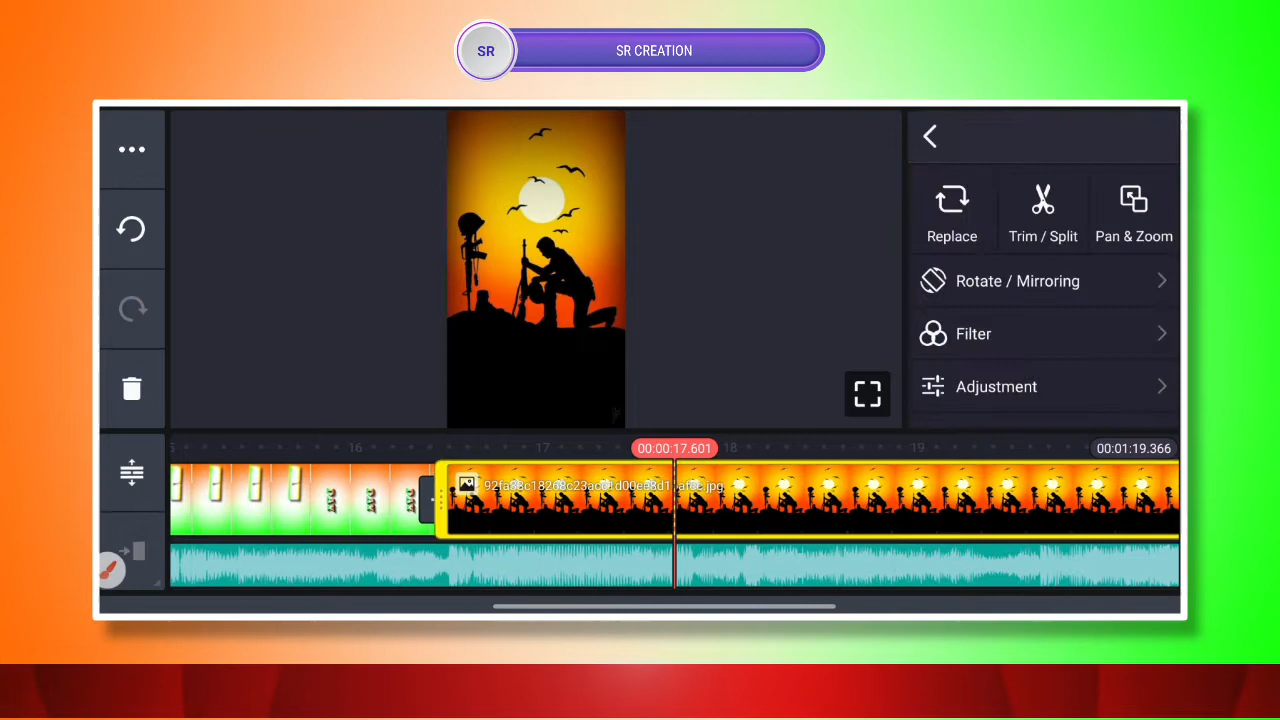 SR
SR CREATION
Replace
Trim / Split
Pan & Zoom
Rotate / Mirroring
Filter
Adjustment
16
17
00:00:17.601
18
19
00:01:19.366